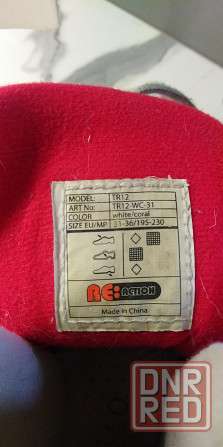 MODEL: TR12
ART No: TR12-WC-31
COLOR white/coral
SIZE EU/MP 31-36/195-230
RE:ACTION
Made in China
DNR
RED